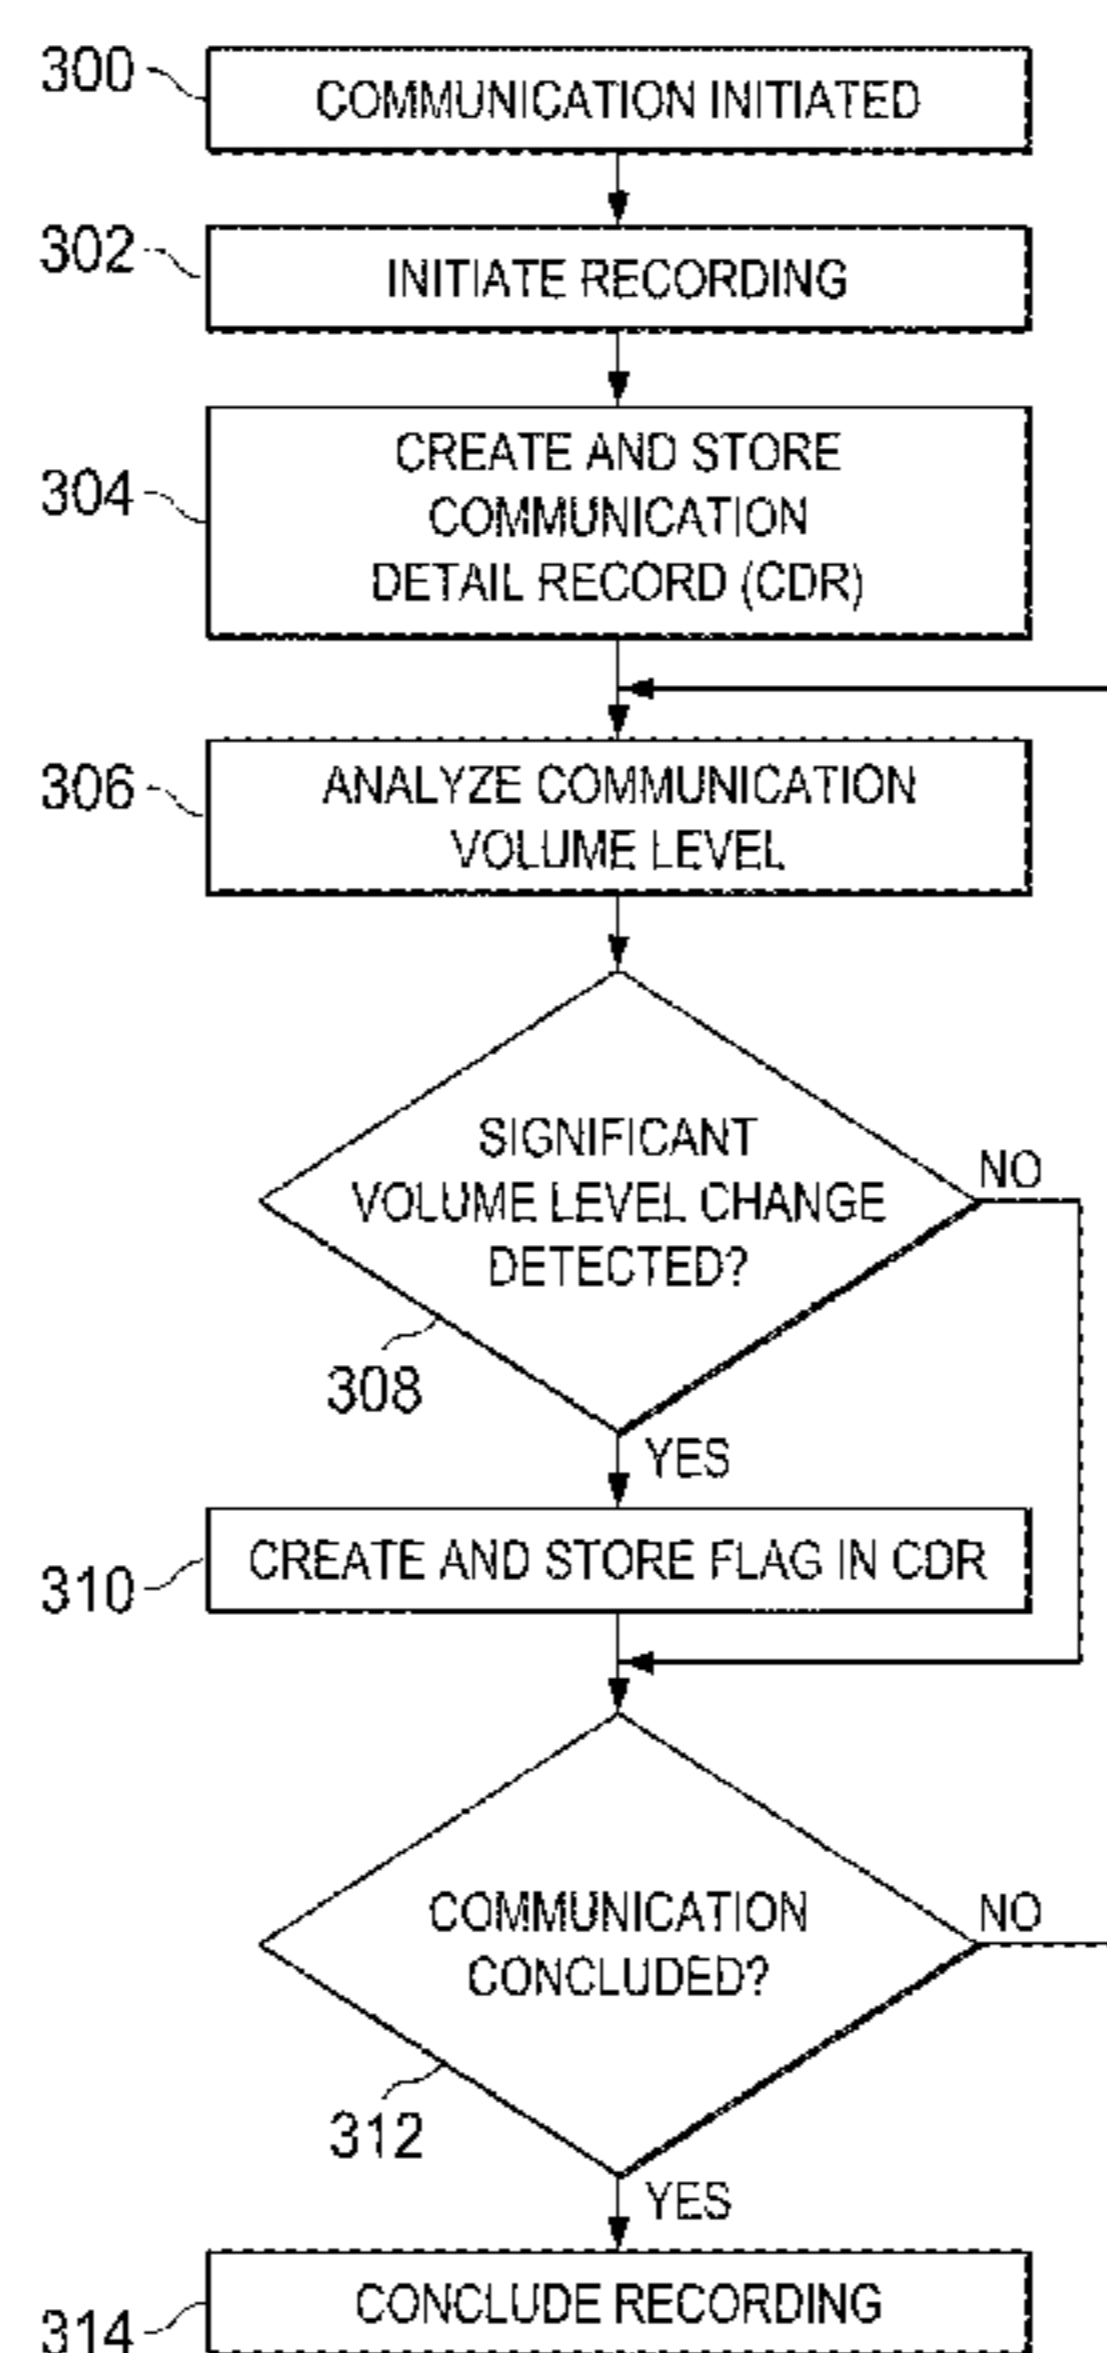 300
COMMUNICATION INITIATED
302
INITIATE RECORDING
304
CREATE AND STORE
COMMUNICATION
DETAIL RECORD (CDR)
306
ANALYZE COMMUNICATION
VOLUME LEVEL
SIGNIFICANT
VOLUME LEVEL CHANGE
DETECTED?
NO
308
YES
310
CREATE AND STORE FLAG IN CDR
COMMUNICATION
CONCLUDED?
NO
312
YES
314
CONCLUDE RECORDING